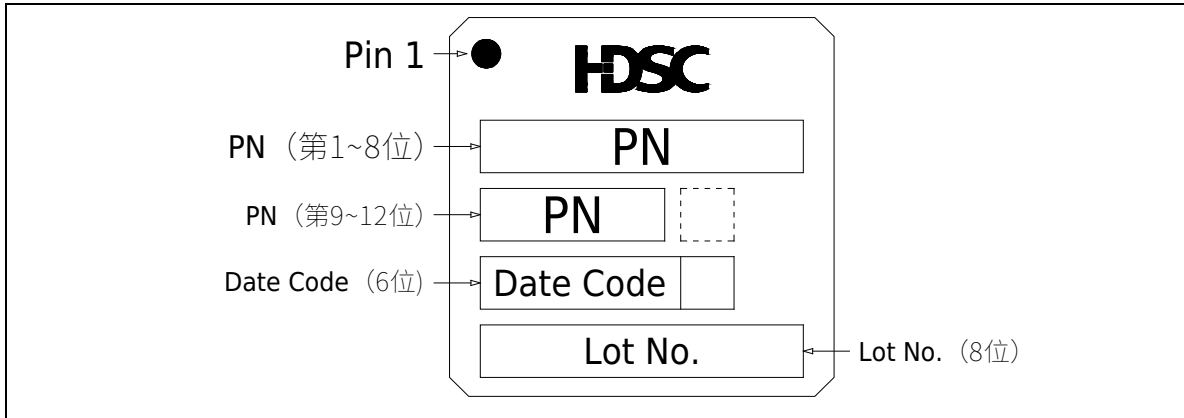 Pin 1
HDSC
PN（第1~8位）
PN
PN（第9~12位）
PN
Date Code（6位)
Date Code
Lot No.
Lot No.（8位）